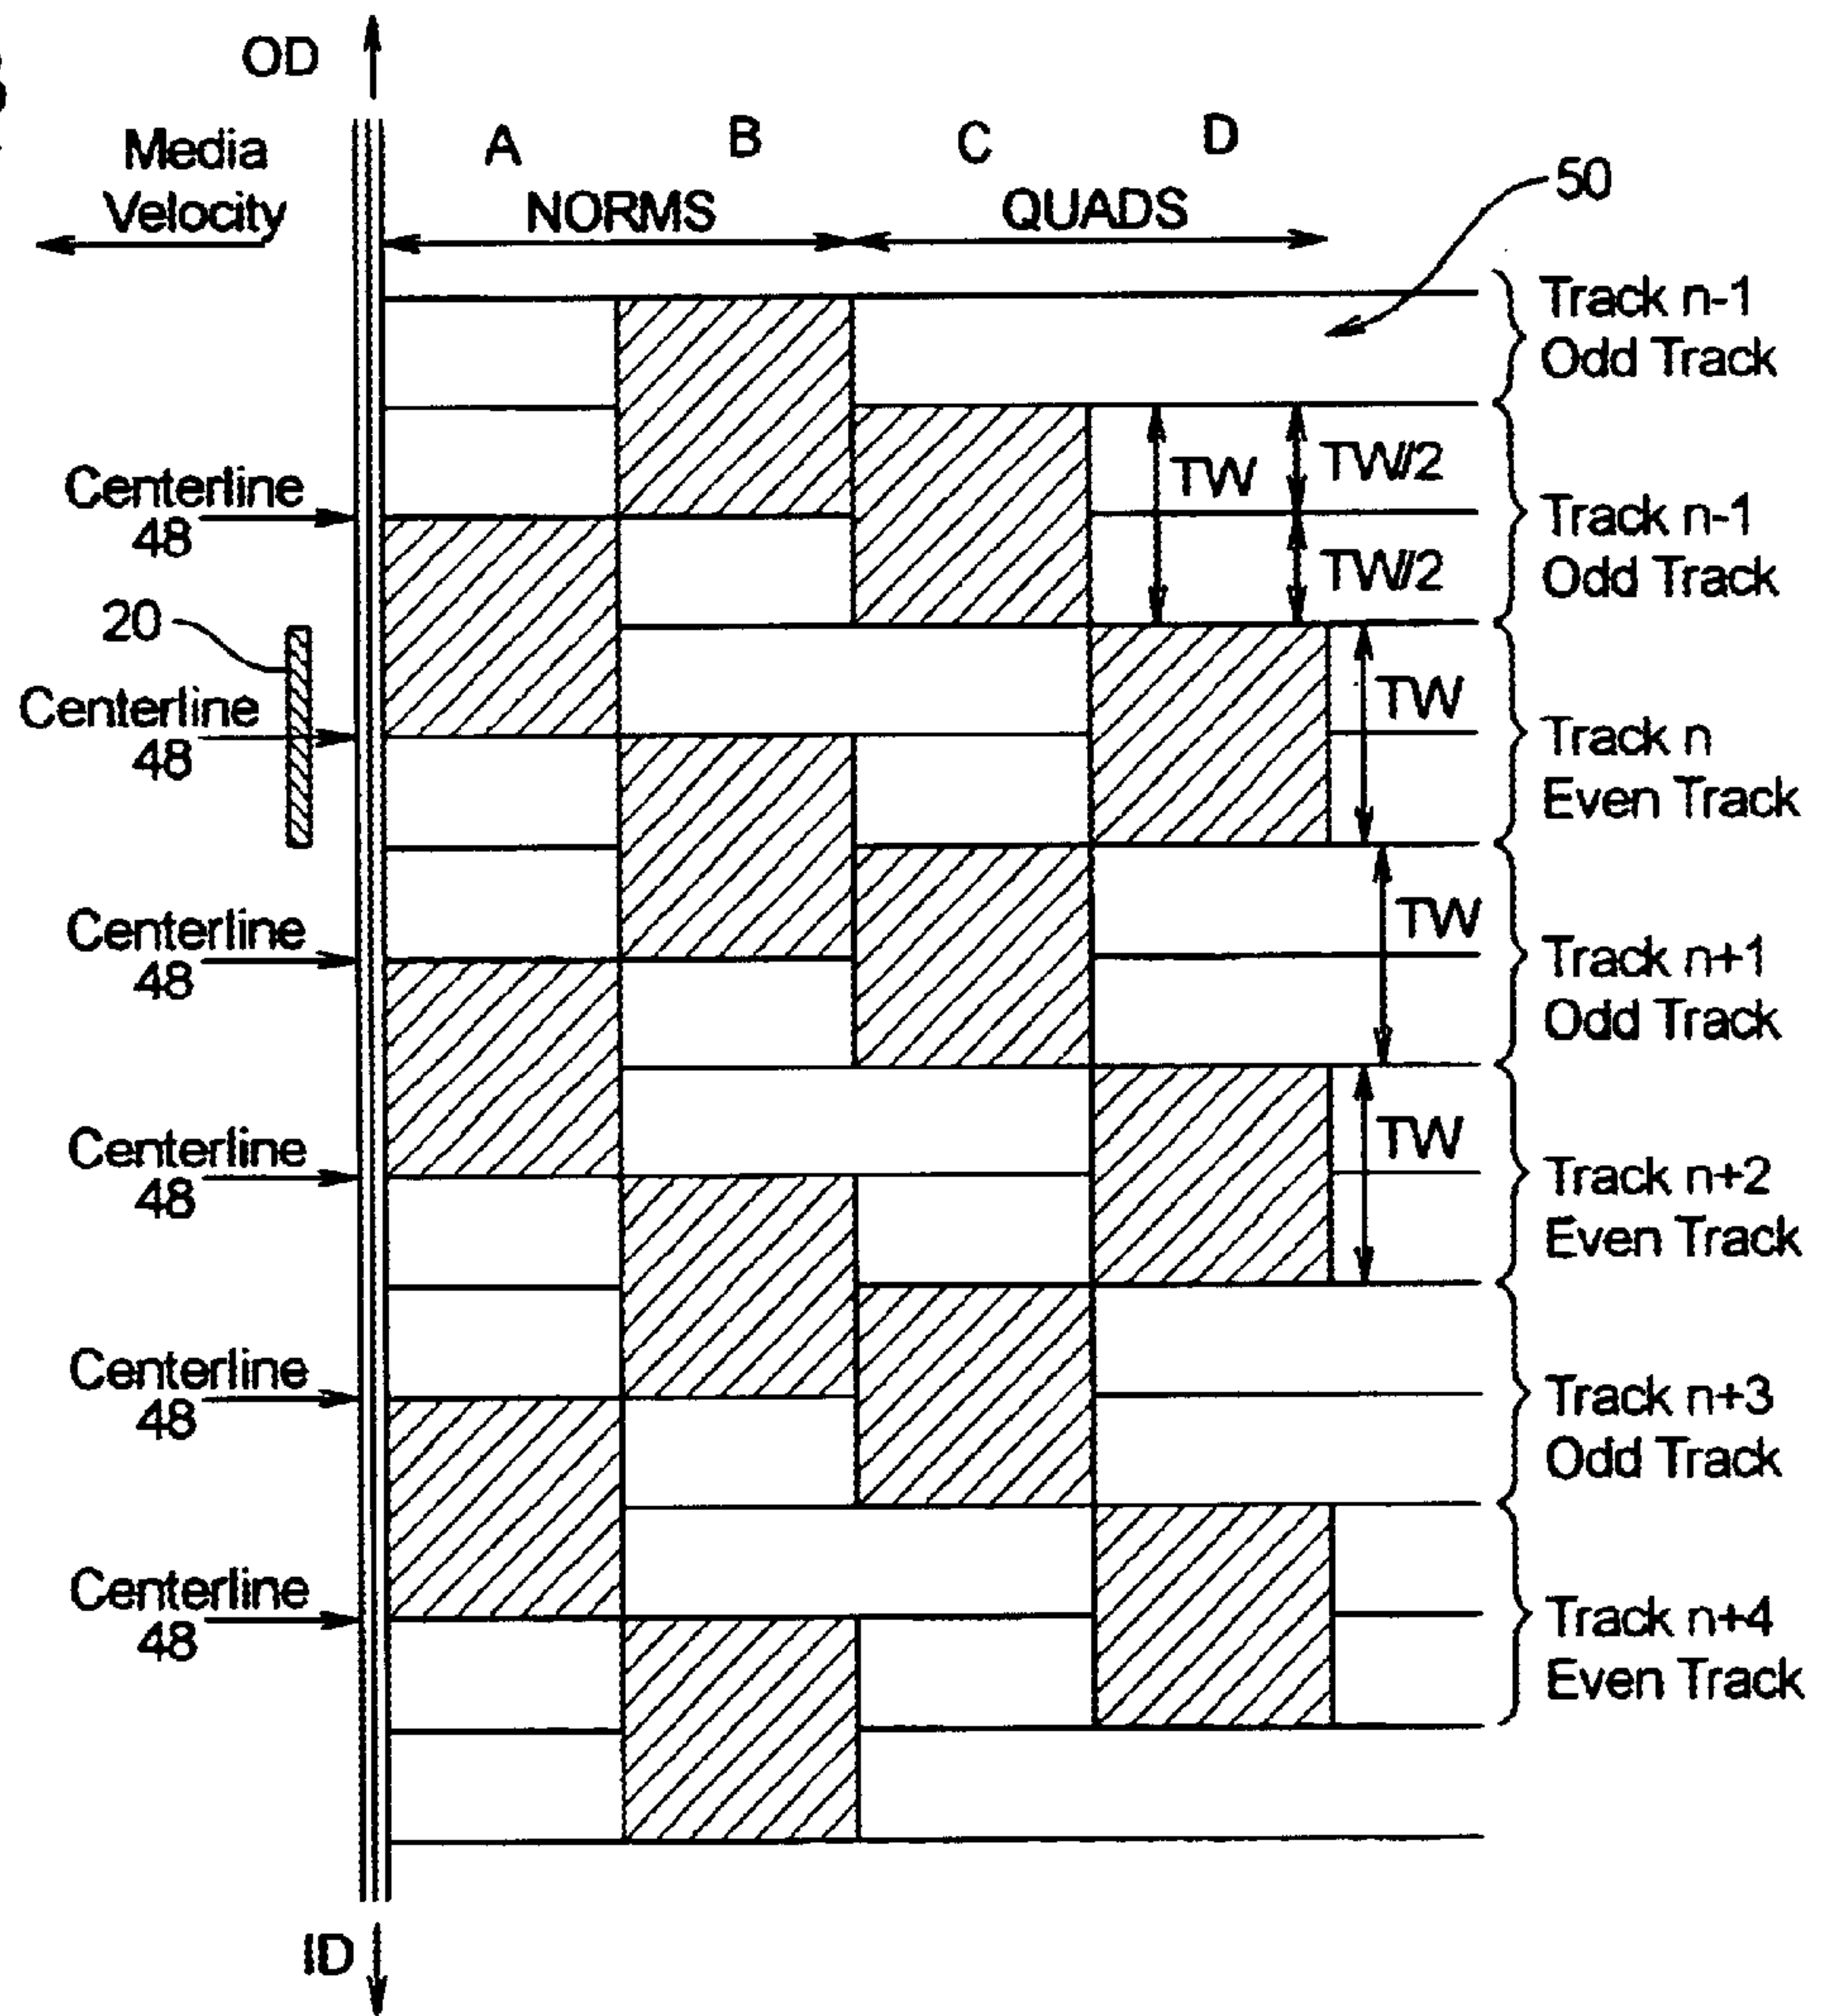 OD
Media
Velocity
A
B
C
D
NORMS
QUADS
50
Track n-1
Odd Track
TW
TW/2
Centerline
48
Track n-1
Odd Track
TW/2
20
Centerline
48
TW
Track n
Even Track
Centerline
48
TW
Track n+1
Odd Track
Centerline
48
TW
Track n+2
Even Track
Centerline
48
Track n+3
Odd Track
Centerline
48
Track n+4
Even Track
ID